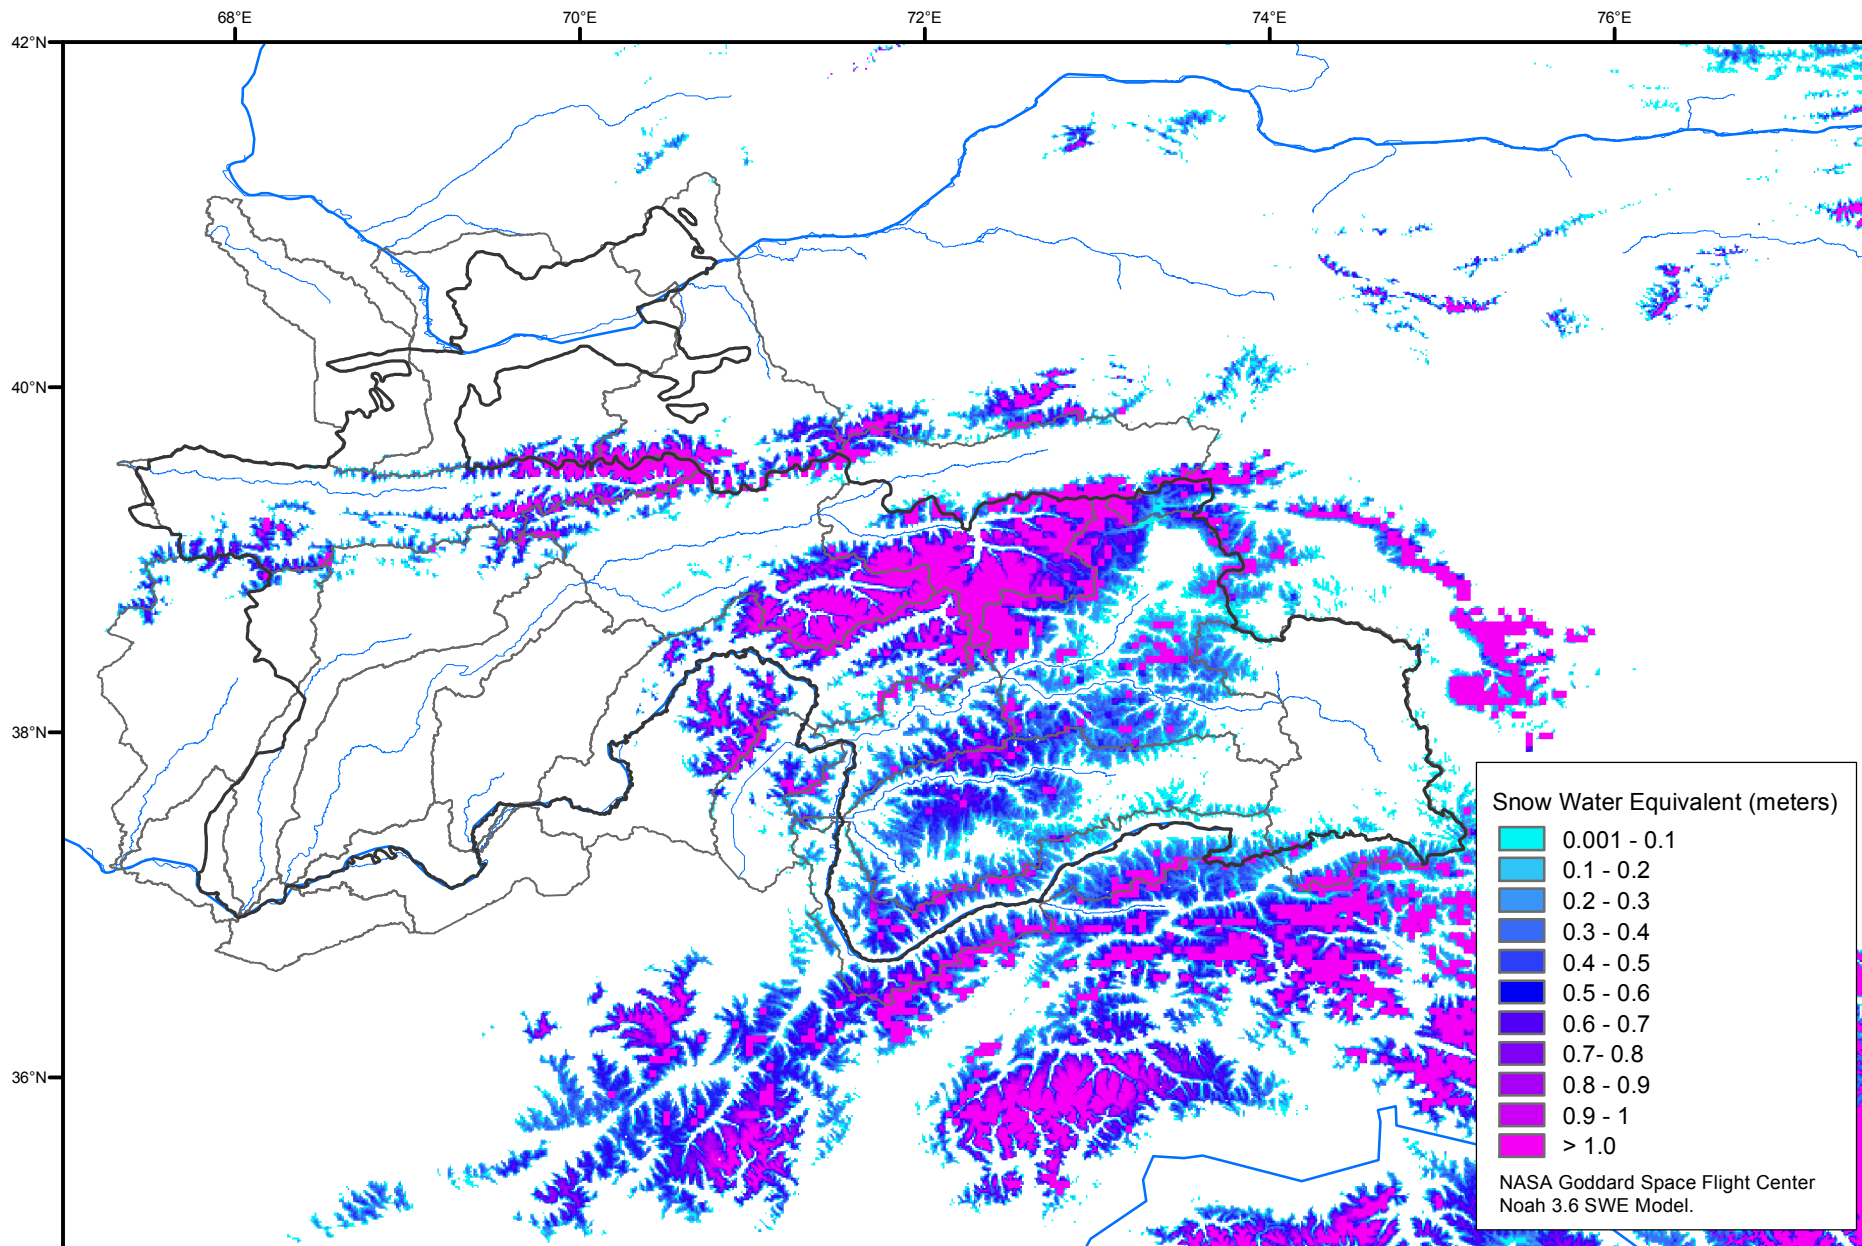 68°E 70°E 72°E 74°E 76°E
42°N
40°N
38°N
36°N
Snow Water Equivalent (meters)
0.001 - 0.1
0.1 - 0.2
0.2 - 0.3
0.3 - 0.4
0.4 - 0.5
0.5 - 0.6
0.6 - 0.7
0.7- 0.8
0.8 - 0.9
0.9 - 1
> 1.0
NASA Goddard Space Flight Center
Noah 3.6 SWE Model.